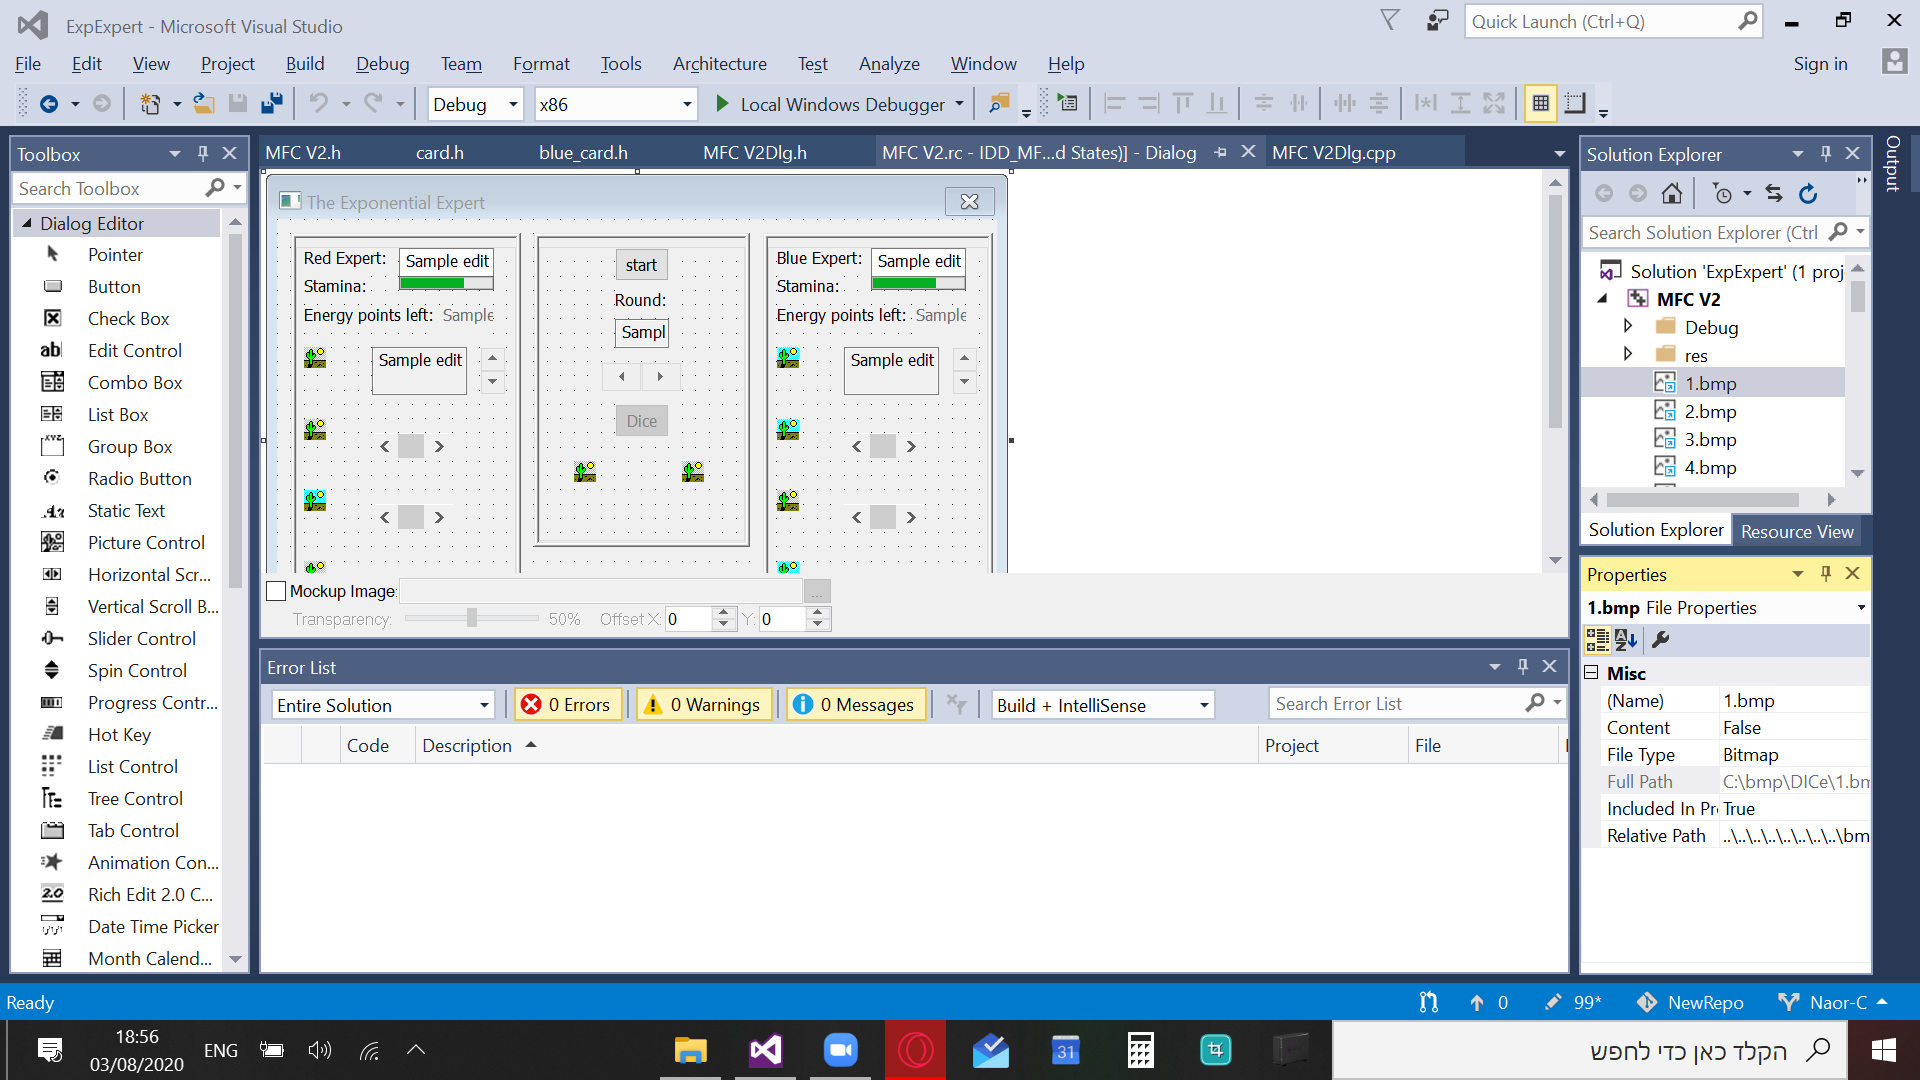 ExpExpert - Microsoft Visual Studio
Quick Launch (Ctrl+Q)
File Edit View Project Build Debug Team Format Tools Architecture Test Analyze Window Help
Sign in
Debug x86 Local Windows Debugger
Toolbox
Search Toolbox
Dialog Editor
Pointer
Button
Check Box
Edit Control
Combo Box
List Box
Group Box
Radio Button
Static Text
Picture Control
Horizontal Scr...
Vertical Scroll B...
Slider Control
Spin Control
Progress Contr...
Hot Key
List Control
Tree Control
Tab Control
Animation Con...
Rich Edit 2.0 C...
Date Time Picker
Month Calend...
MFC V2.h card.h blue_card.h MFC V2Dlg.h MFC V2.rc - IDD_MF...d States)] - Dialog MFC V2Dlg.cpp
The Exponential Expert
Red Expert: Sample edit
Stamina:
Energy points left: Sample
Sample edit
start
Round:
Sampl
Dice
Blue Expert: Sample edit
Stamina:
Energy points left: Sample
Sample edit
Mockup Image: ...
Transparency: 50% Offset X: 0 Y: 0
Error List
Entire Solution 0 Errors 0 Warnings 0 Messages Build + IntelliSense Search Error List
Code Description Project File
Solution Explorer
Search Solution Explorer (Ctrl
Solution 'ExpExpert' (1 proj
MFC V2
Debug
res
1.bmp
2.bmp
3.bmp
4.bmp
Solution Explorer Resource View
Output
Properties
1.bmp File Properties
Misc
(Name) 1.bmp
Content False
File Type Bitmap
Full Path C:\bmp\DICe\1.bm
Included In Pr True
Relative Path ..\..\..\..\..\..\..\..\bm
Ready
0 99* NewRepo Naor-C
18:56
03/08/2020
ENG
31
הקלד כאן כדי לחפש